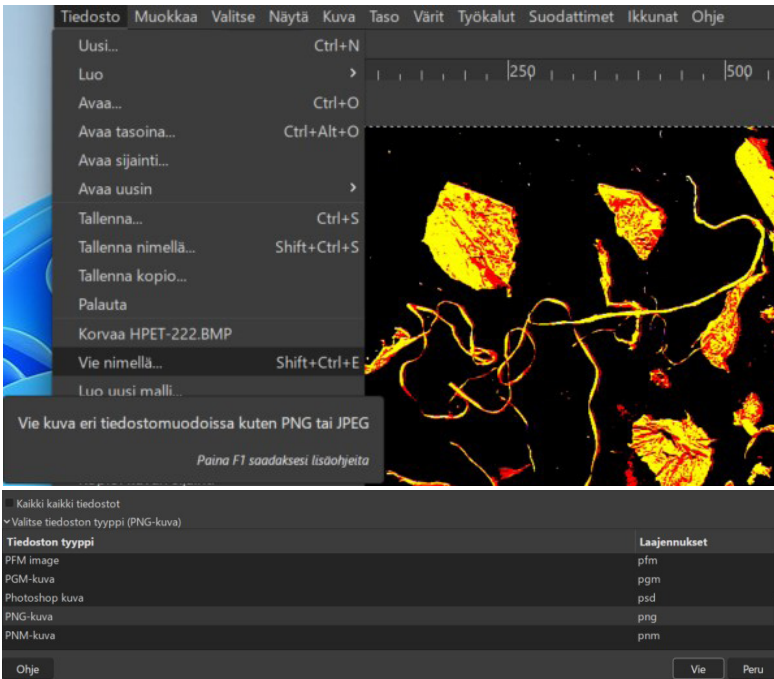 Tiedosto Muokkaa Valitse Näytä Kuva Taso Värit Työkalut Suodattimet Ikkunat Ohje
Uusi... Ctrl+N
Luo
250 500
Avaa... Ctrl+O
Avaa tasoina... Ctrl+Alt+O
Avaa sijainti...
Avaa uusin
Tallenna... Ctrl+S
Tallenna nimellä... Shift+Ctrl+S
Tallenna kopio...
Palauta
Korvaa HPET-222.BMP
Vie nimellä... Shift+Ctrl+E
Luo uusi malli...
Vie kuva eri tiedostomuodoissa kuten PNG tai JPEG
Paina F1 saadaksesi lisäohjeita
Kaikki kaikki tiedostot
Valitse tiedoston tyyppi (PNG-kuva)
Tiedoston tyyppi Laajennukset
PFM image pfm
PGM-kuva pgm
Photoshop kuva psd
PNG-kuva png
PNM-kuva pnm
Ohje Vie Peru